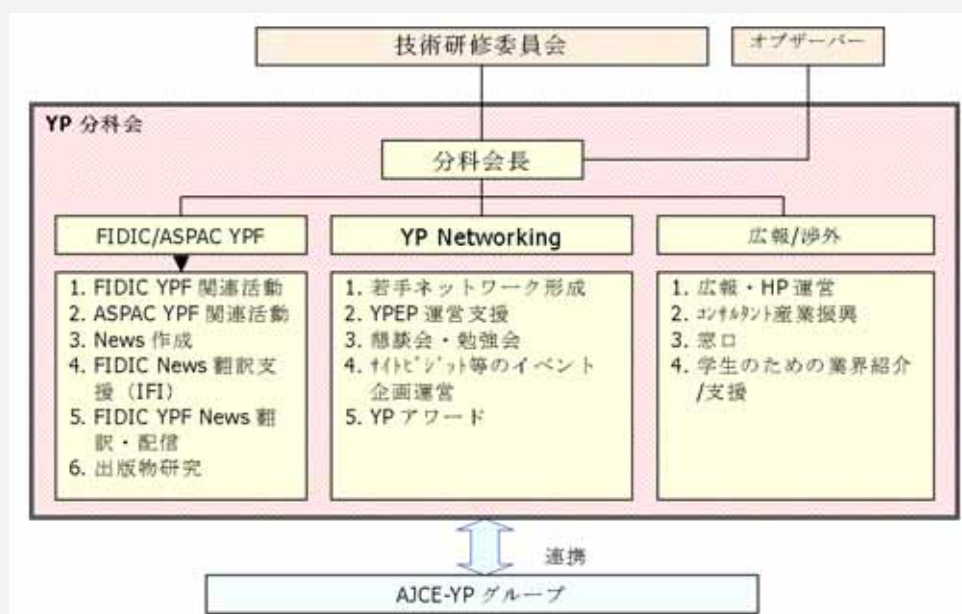 技術研修委員会
オブザーバー
YP 分科会
分科会長
FIDIC/ASPAC YPF
1. FIDIC YPF 関連活動
2. ASPAC YPF 関連活動
3. News 作成
4. FIDIC News 翻訳支
援（IFI）
5. FIDIC YPF News 翻
訳・配信
6. 出版物研究
YP Networking
1. 若手ネットワーク形成
2. YPEP 運営支援
3. 懇談会・勉強会
4. ｻｲﾄﾋﾞｼﾞｯﾄ等のイベント
企画運営
5. YP アワード
広報/渉外
1. 広報・HP 運営
2. ｺﾝｻﾙﾀﾝﾄ産業振興
3. 窓口
4. 学生のための業界紹介
/支援
連携
AJCE-YP グループ